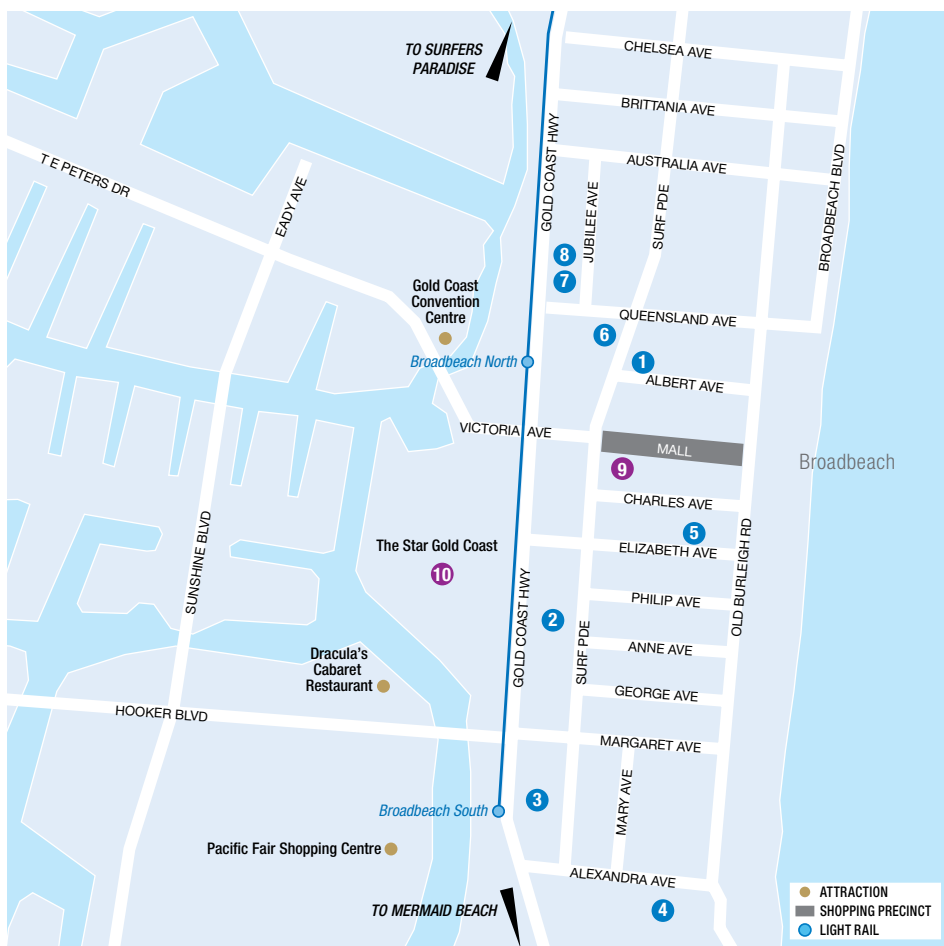 TO SURFERS
PARADISE
CHELSEA AVE
BRITTANIA AVE
AUSTRALIA AVE
T E PETERS DR
EADY AVE
GOLD COAST HWY
JUBILEE AVE
SURF PDE
BROADBEACH BLVD
8
7
Gold Coast
Convention
Centre
QUEENSLAND AVE
6
1
Broadbeach North
ALBERT AVE
VICTORIA AVE
MALL
9
Broadbeach
CHARLES AVE
5
The Star Gold Coast
10
ELIZABETH AVE
SUNSHINE BLVD
GOLD COAST HWY
OLD BURLEIGH RD
PHILIP AVE
2
SURF PDE
ANNE AVE
Dracula's
Cabaret
Restaurant
GEORGE AVE
HOOKER BLVD
MARGARET AVE
MARY AVE
3
Broadbeach South
Pacific Fair Shopping Centre
ALEXANDRA AVE
TO MERMAID BEACH
4
ATTRACTION
SHOPPING PRECINCT
LIGHT RAIL